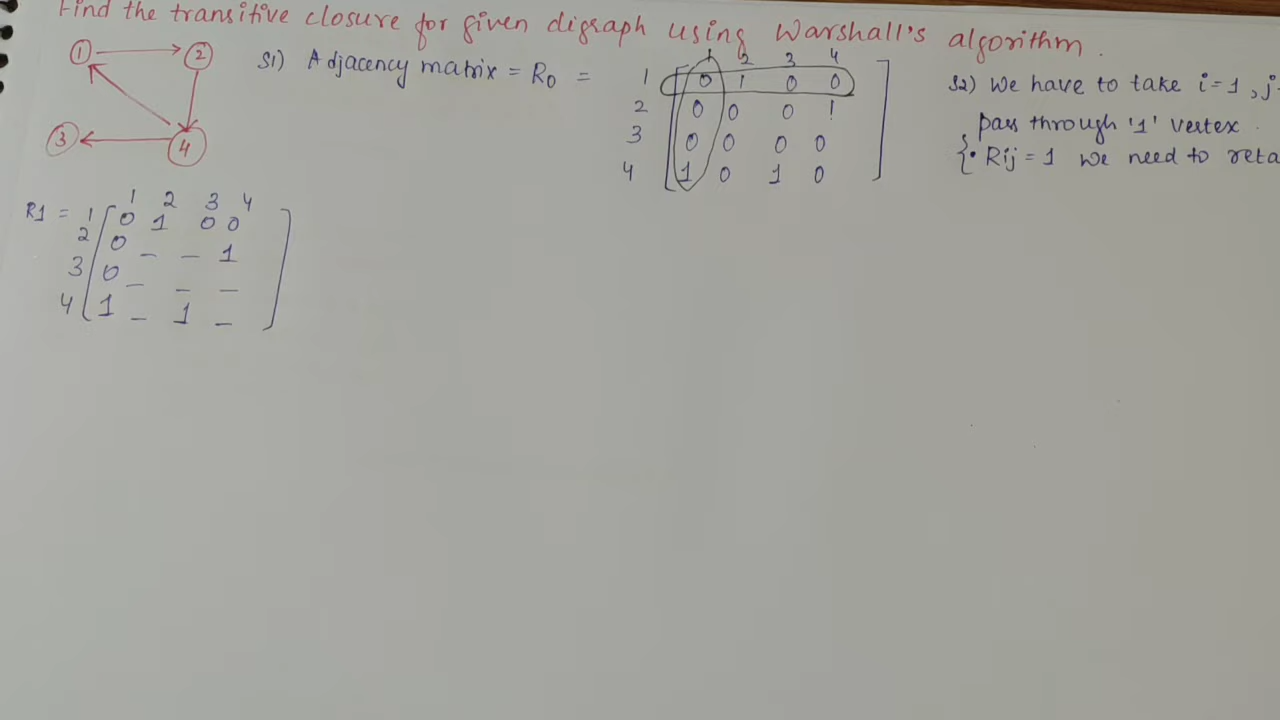 Find the transitive closure for given digraph using Warshall's algorithm.
1 2
3 4
S1) Adjacency matrix = R0 =
1 2 3 4
1 0 1 0 0
2 0 0 0 1
3 0 0 0 0
4 1 0 1 0
S2) We have to take i=1, j
pass through '1' vertex.
{• Rij = 1 we need to reta
R1 =
1 2 3 4
1 0 1 0 0
2 0 – – 1
3 0 – – –
4 1 – 1 –